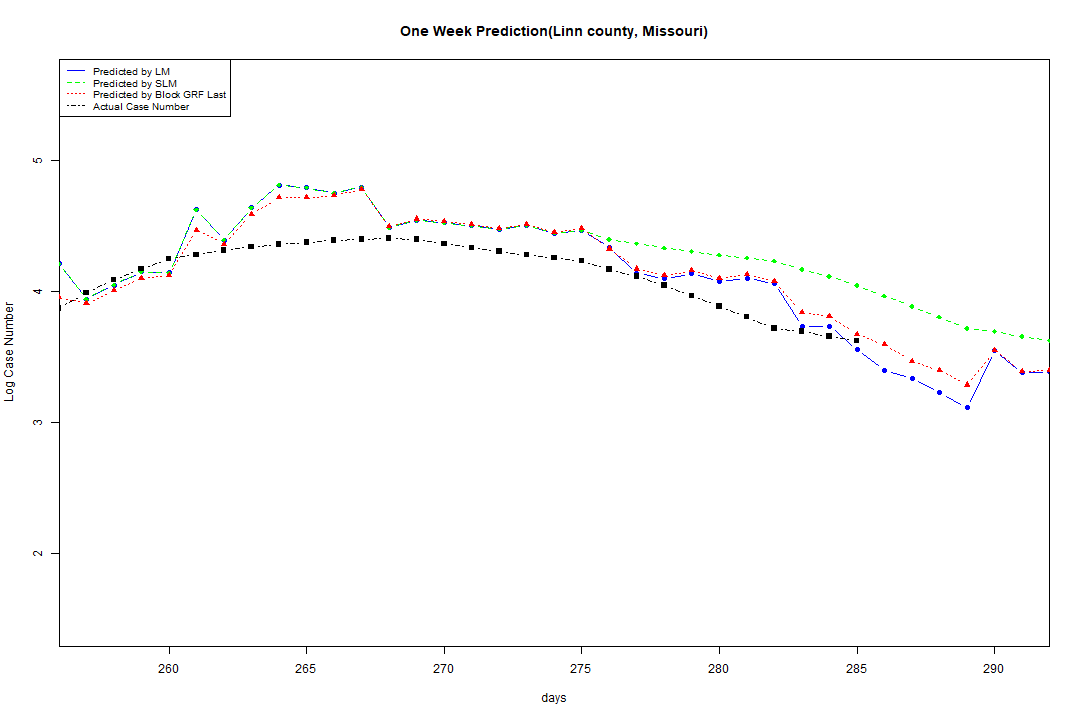 One Week Prediction(Linn county, Missouri)
Predicted by LM
Predicted by SLM
Predicted by Block GRF Last
Actual Case Number
5
4
3
2
Log Case Number
260 265 270 275 280 285 290
days